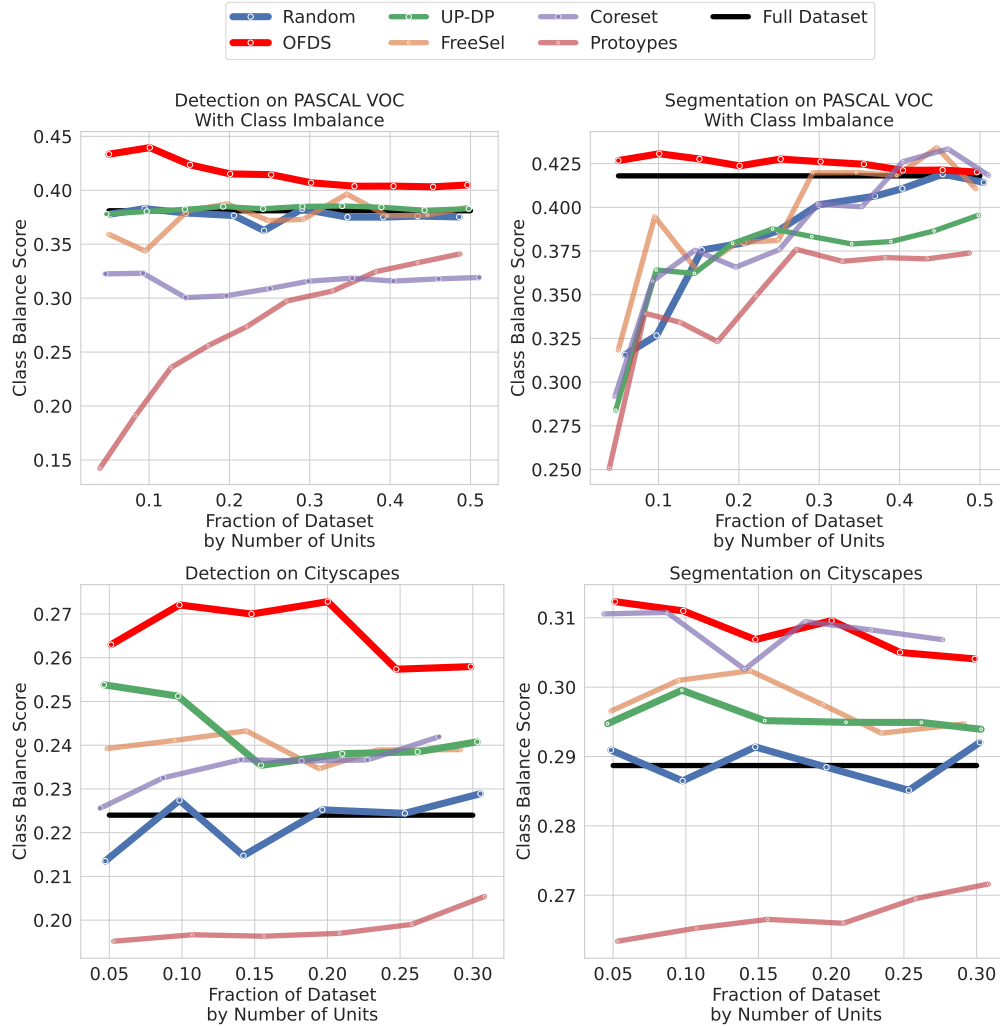 Random
OFDS
UP-DP
FreeSel
Coreset
Protoypes
Full Dataset
Detection on PASCAL VOC
With Class Imbalance
Class Balance Score
0.45
0.40
0.35
0.30
0.25
0.20
0.15
0.1 0.2 0.3 0.4 0.5
Fraction of Dataset
by Number of Units
Segmentation on PASCAL VOC
With Class Imbalance
Class Balance Score
0.425
0.400
0.375
0.350
0.325
0.300
0.275
0.250
0.1 0.2 0.3 0.4 0.5
Fraction of Dataset
by Number of Units
Detection on Cityscapes
Class Balance Score
0.27
0.26
0.25
0.24
0.23
0.22
0.21
0.20
0.05 0.10 0.15 0.20 0.25 0.30
Fraction of Dataset
by Number of Units
Segmentation on Cityscapes
Class Balance Score
0.31
0.30
0.29
0.28
0.27
0.05 0.10 0.15 0.20 0.25 0.30
Fraction of Dataset
by Number of Units